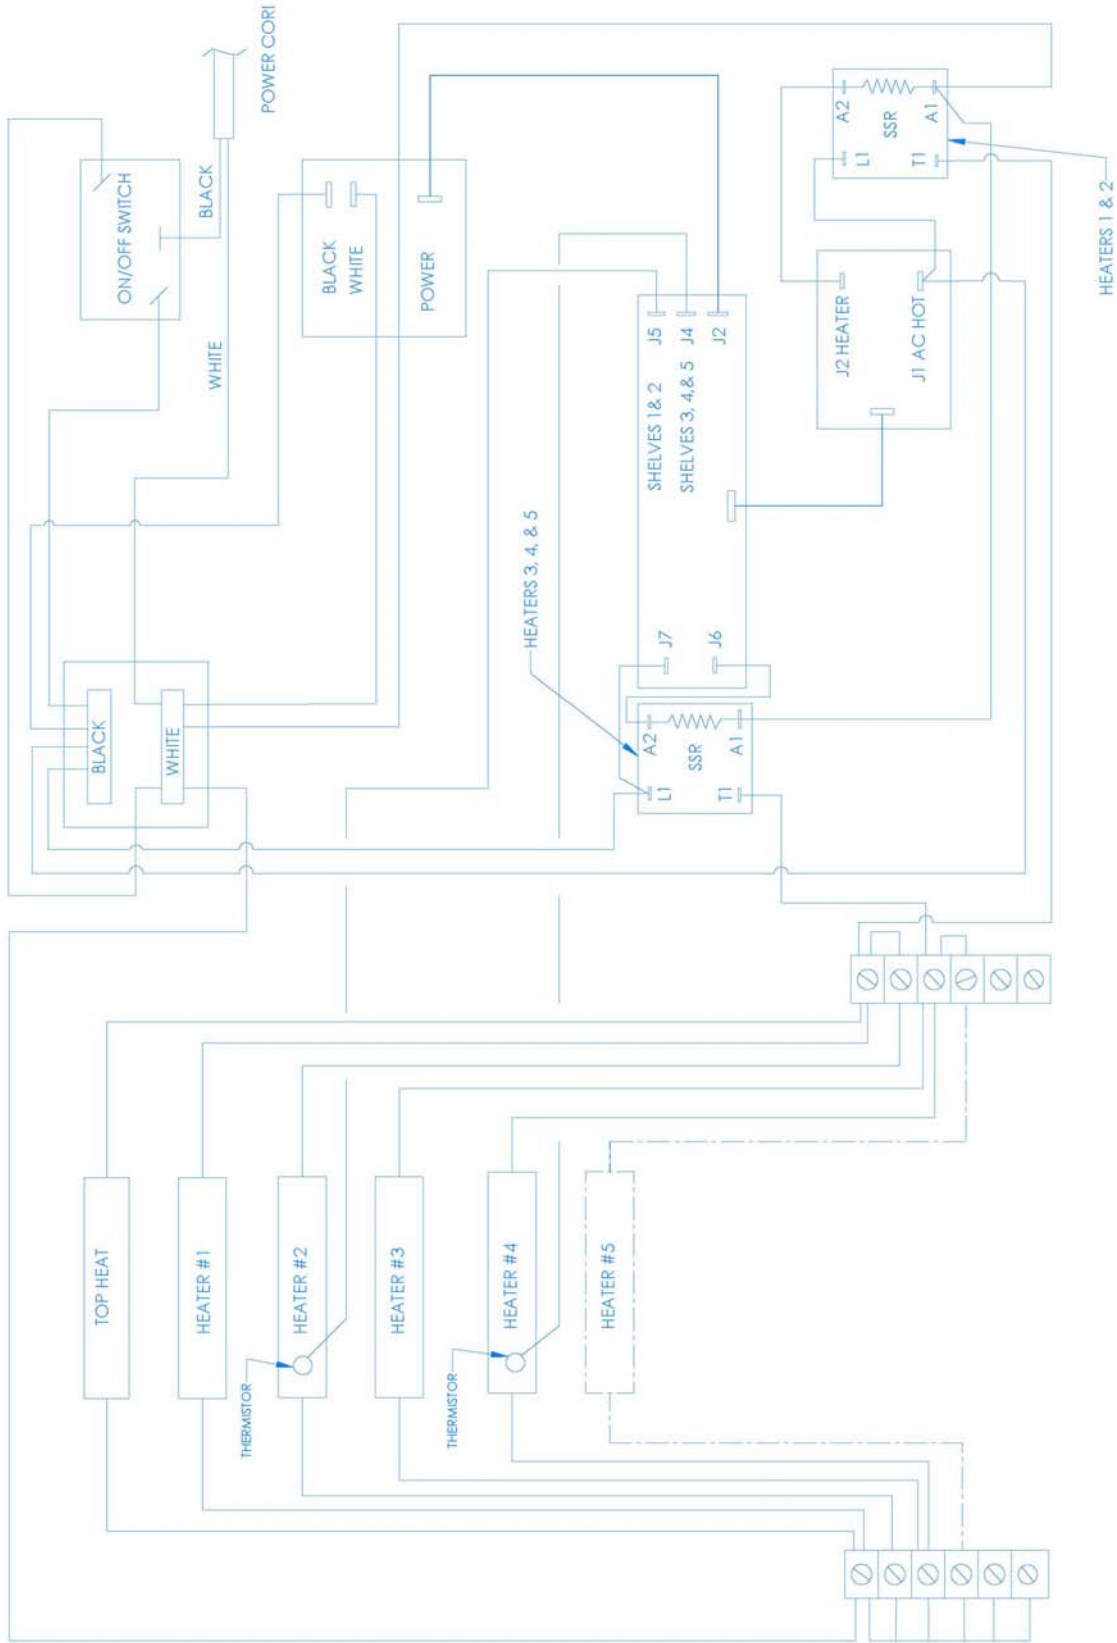 POWER CORI
BLACK
WHITE
ON/OFF SWITCH
BLACK
WHITE
BLACK
WHITE
POWER
A2
SSR
A1
L1
T1
HEATERS 1 & 2
J2 HEATER
J1 AC HOT
J5
J4
J2
SHELVES 1& 2
SHELVES 3, 4,& 5
J7
J6
HEATERS 3, 4, & 5
A2
SSR
A1
L1
T1
TOP HEAT
HEATER #1
HEATER #2
THERMISTOR
HEATER #3
HEATER #4
THERMISTOR
HEATER #5